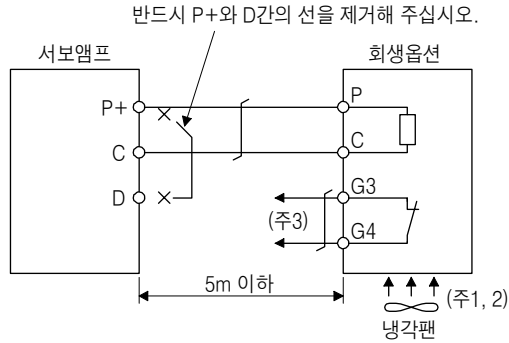 반드시 P+와 D간의 선을 제거해 주십시오.
서보앰프
회생옵션
P+
P
C
C
D
G3
(주3)
G4
5m 이하
(주1, 2)
냉각팬